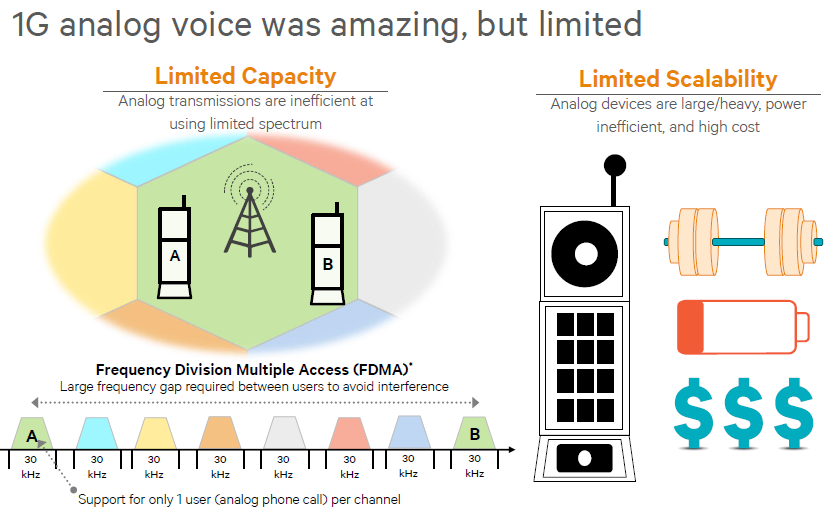 1G analog voice was amazing, but limited
Limited Capacity
Analog transmissions are inefficient at
using limited spectrum
A
B
Frequency Division Multiple Access (FDMA)*
Large frequency gap required between users to avoid interference
A
B
30 kHz
30 kHz
30 kHz
30 kHz
30 kHz
30 kHz
30 kHz
30 kHz
Support for only 1 user (analog phone call) per channel
Limited Scalability
Analog devices are large/heavy, power
inefficient, and high cost
$ $ $